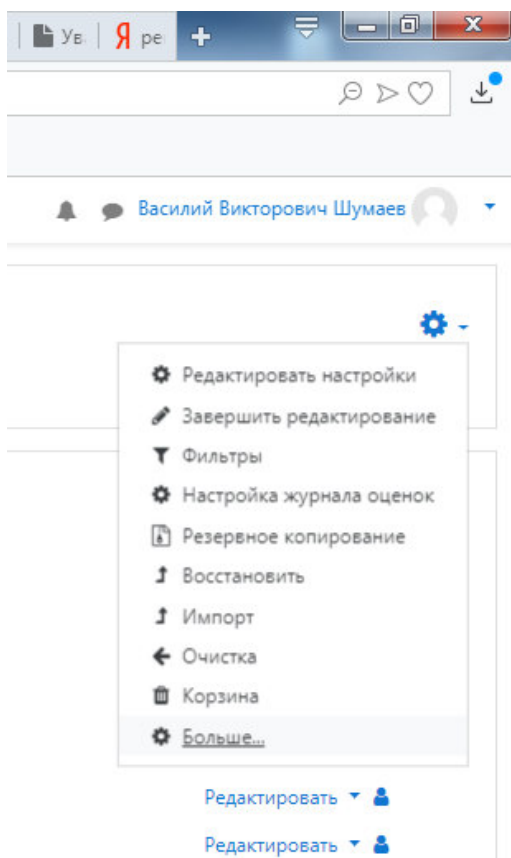 Ув
Я ре
Василий Викторович Шумаев
Редактировать настройки
Завершить редактирование
Фильтры
Настройка журнала оценок
Резервное копирование
Восстановить
Импорт
Очистка
Корзина
Больше...
Редактировать
Редактировать